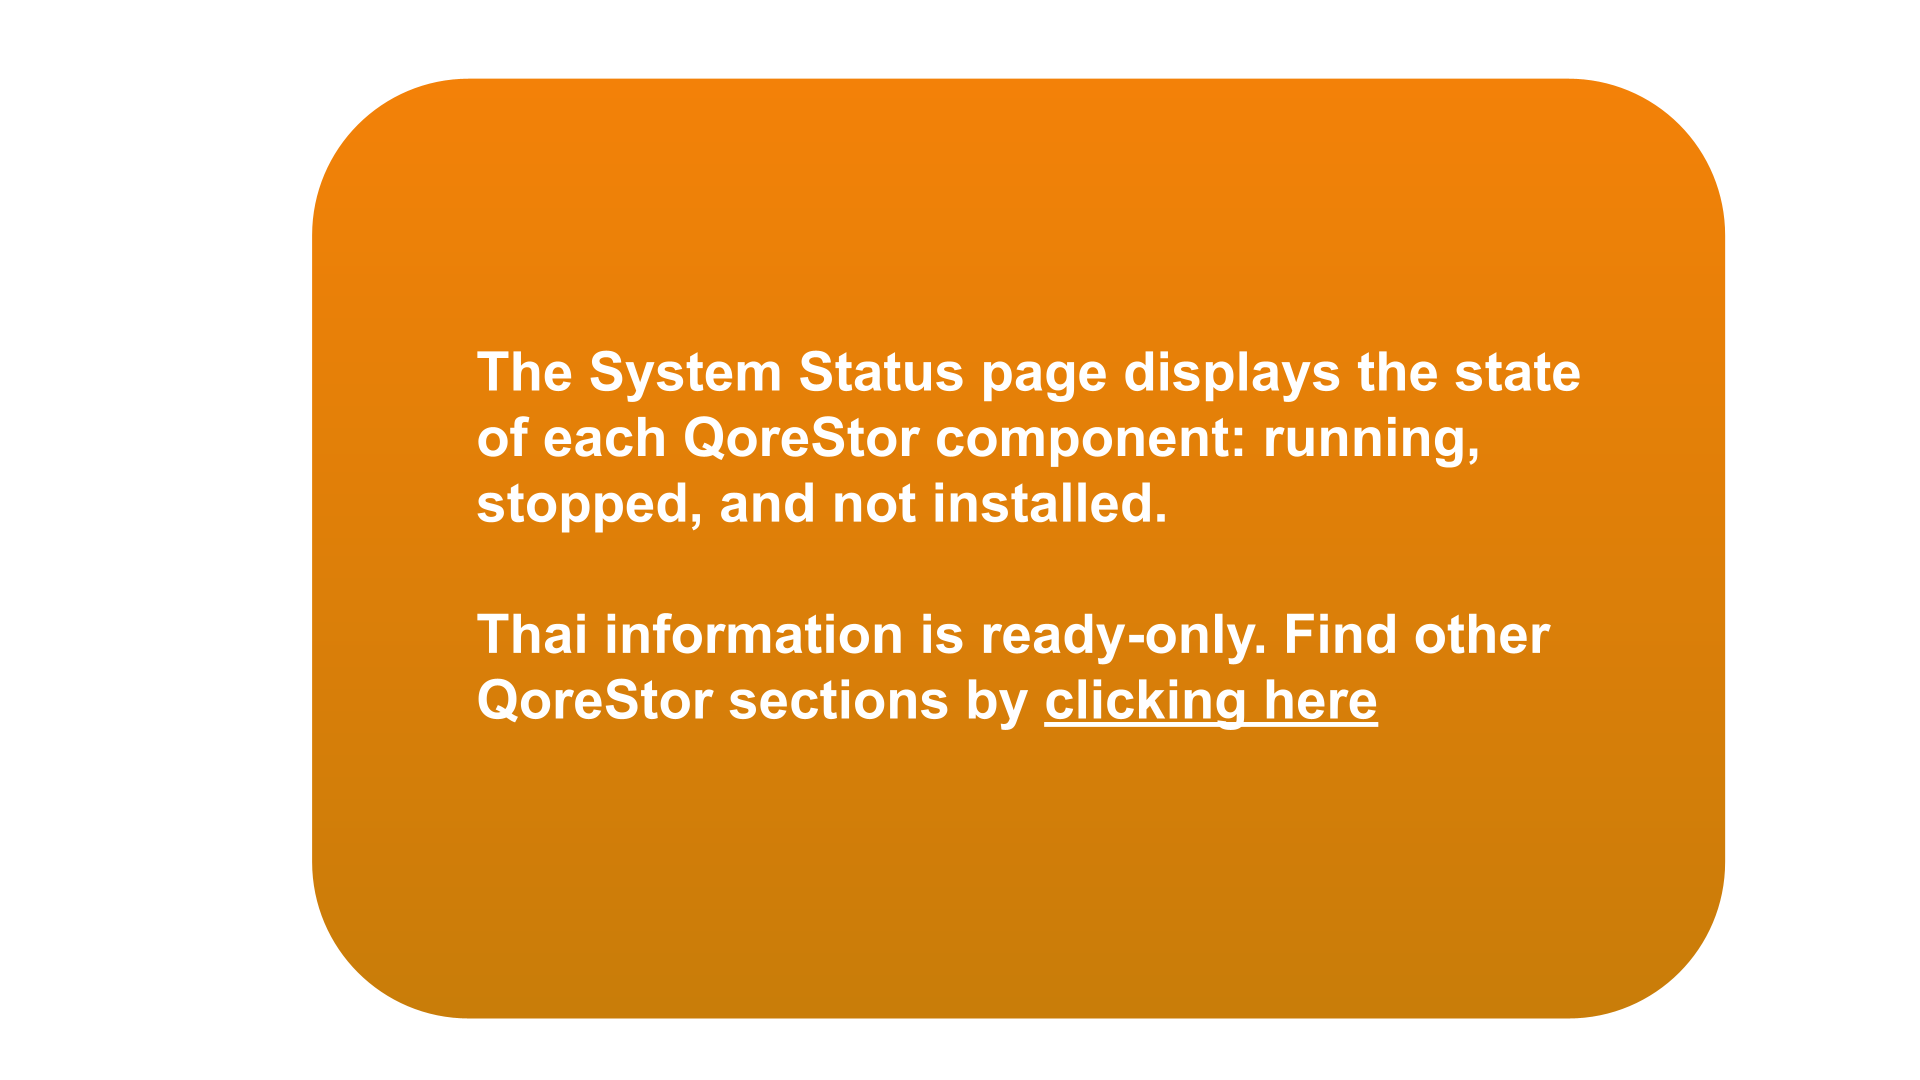 The System Status page displays the state
of each QoreStor component: running,
stopped, and not installed.
Thai information is ready-only. Find other
QoreStor sections by clicking here